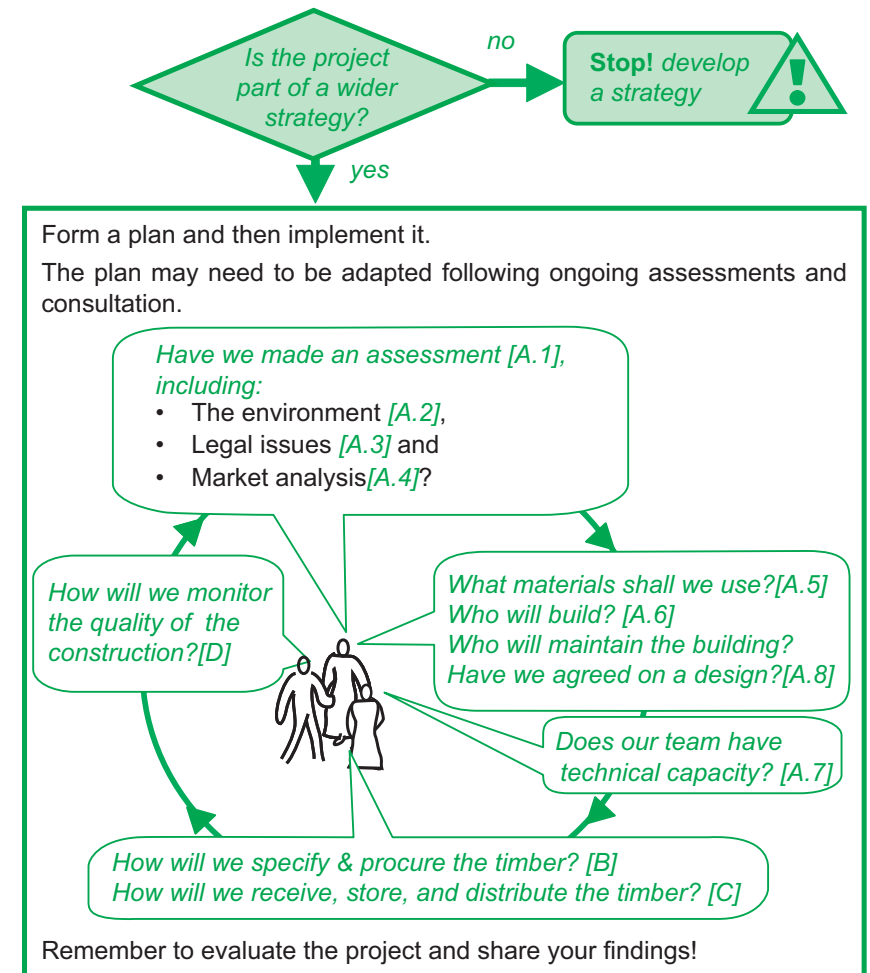 Is the project
part of a wider
strategy?
no
Stop! develop
a strategy
!
yes
Form a plan and then implement it.
The plan may need to be adapted following ongoing assessments and
consultation.
Have we made an assessment [A.1],
including:
• The environment [A.2],
• Legal issues [A.3] and
• Market analysis[A.4]?
How will we monitor
the quality of the
construction?[D]
What materials shall we use?[A.5]
Who will build? [A.6]
Who will maintain the building?
Have we agreed on a design?[A.8]
Does our team have
technical capacity? [A.7]
How will we specify & procure the timber? [B]
How will we receive, store, and distribute the timber? [C]
Remember to evaluate the project and share your findings!